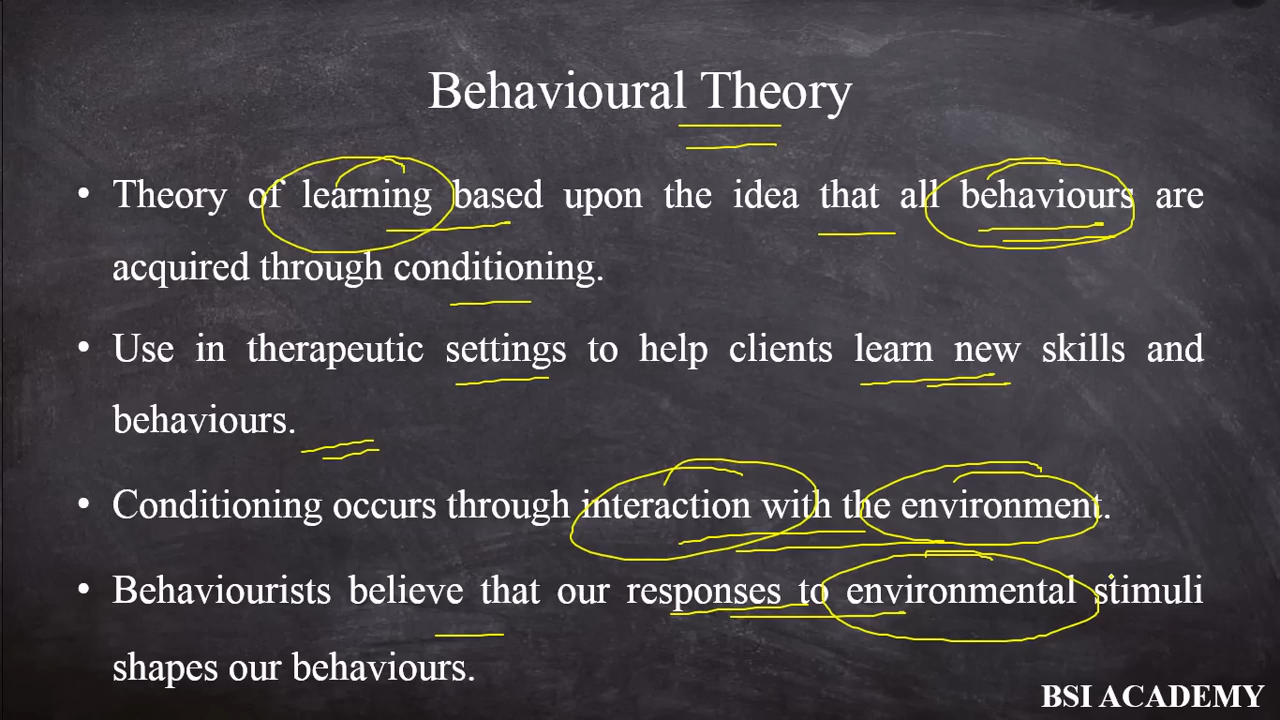 Behavioural Theory
• Theory of learning based upon the idea that all behaviours are
acquired through conditioning.
• Use in therapeutic settings to help clients learn new skills and
behaviours.
• Conditioning occurs through interaction with the environment.
• Behaviourists believe that our responses to environmental stimuli
shapes our behaviours.
BSI ACADEMY